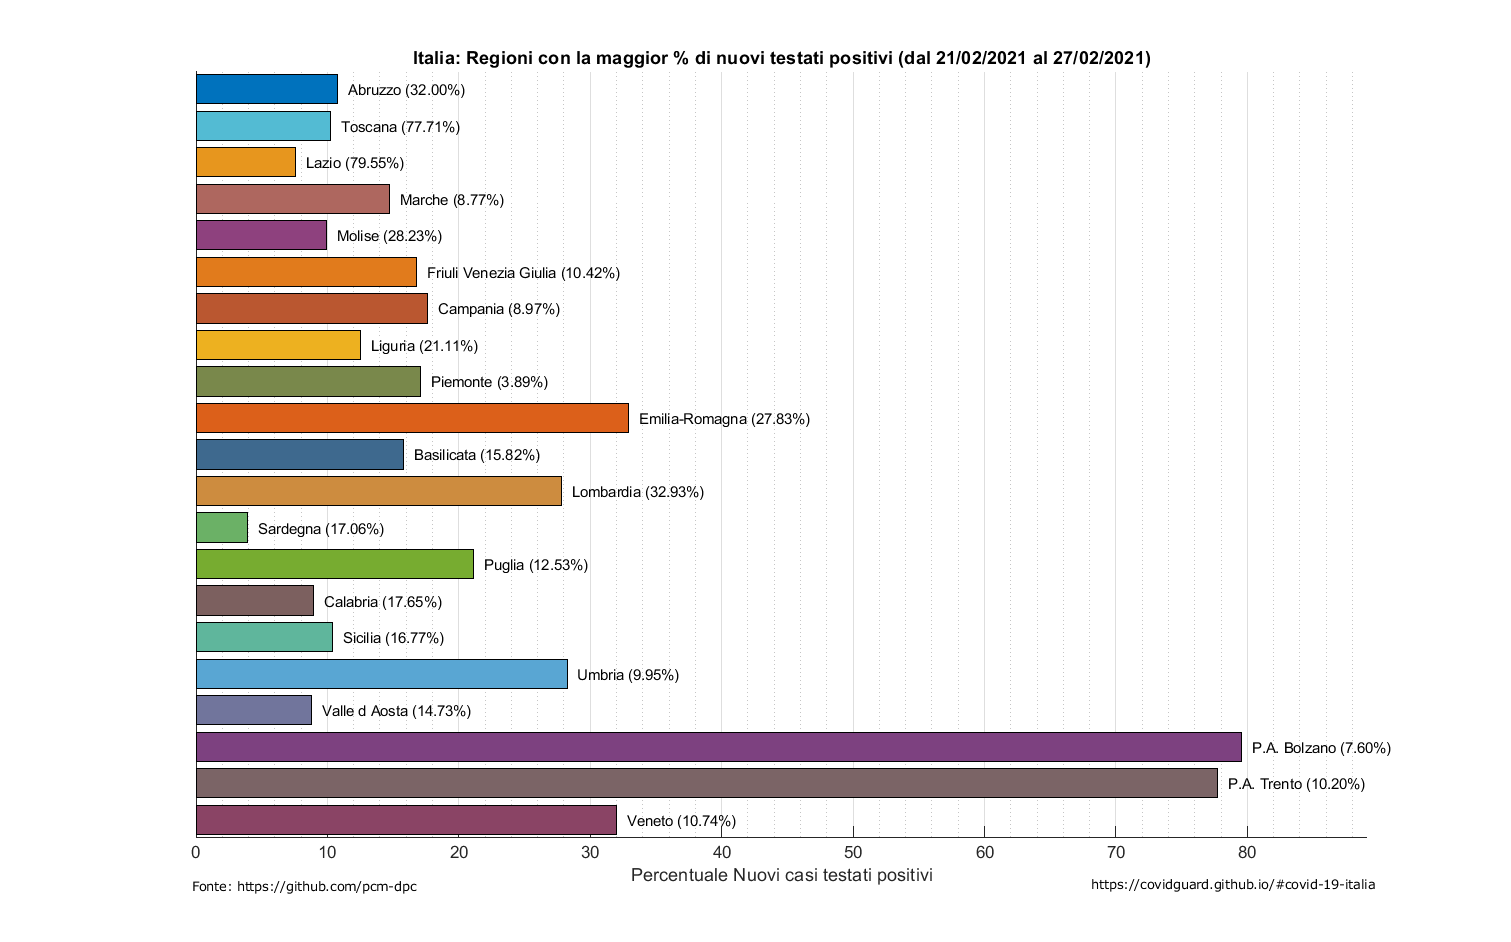 Italia: Regioni con la maggior % di nuovi testati positivi (dal 21/02/2021 al 27/02/2021)
Abruzzo (32.00%)
Toscana (77.71%)
Lazio (79.55%)
Marche (8.77%)
Molise (28.23%)
Friuli Venezia Giulia (10.42%)
Campania (8.97%)
Liguria (21.11%)
Piemonte (3.89%)
Emilia-Romagna (27.83%)
Basilicata (15.82%)
Lombardia (32.93%)
Sardegna (17.06%)
Puglia (12.53%)
Calabria (17.65%)
Sicilia (16.77%)
Umbria (9.95%)
Valle d Aosta (14.73%)
P.A. Bolzano (7.60%)
P.A. Trento (10.20%)
Veneto (10.74%)
0 10 20 30 40 50 60 70 80
Percentuale Nuovi casi testati positivi
Fonte: https://github.com/pcm-dpc
https://covidguard.github.io/#covid-19-italia